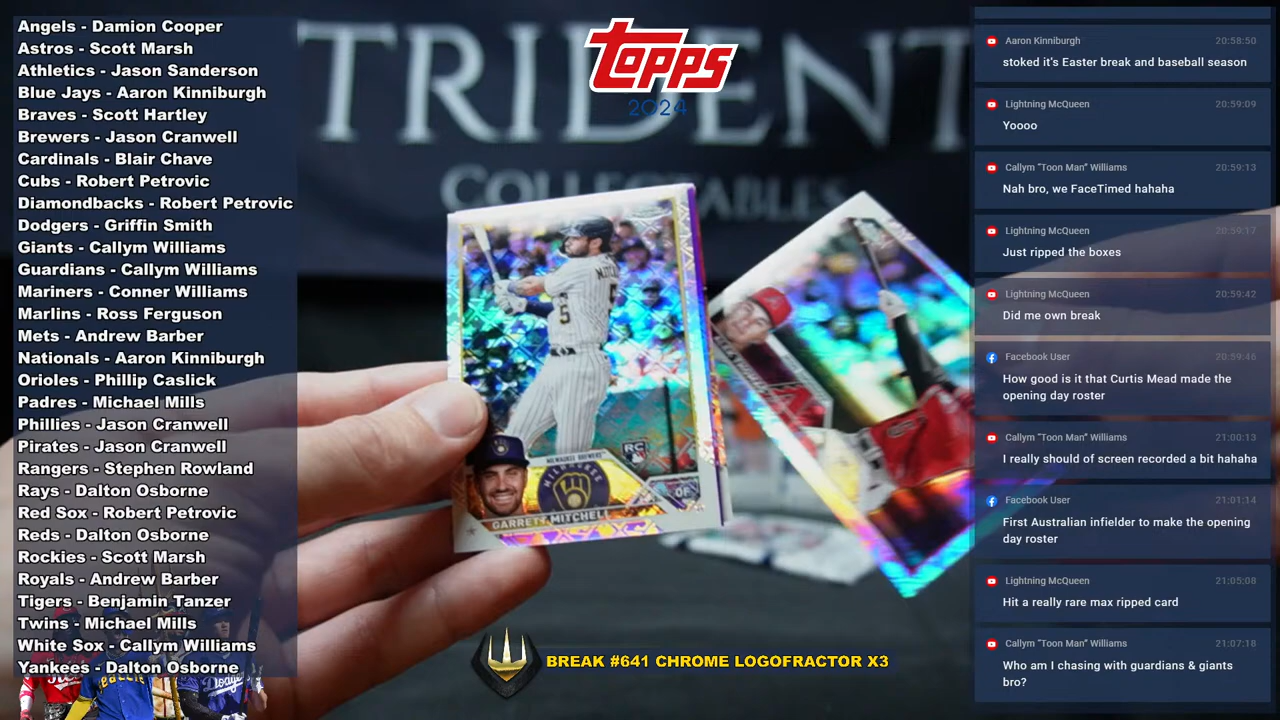 Angels - Damion Cooper
Astros - Scott Marsh
Athletics - Jason Sanderson
Blue Jays - Aaron Kinniburgh
Braves - Scott Hartley
Brewers - Jason Cranwell
Cardinals - Blair Chave
Cubs - Robert Petrovic
Diamondbacks - Robert Petrovic
Dodgers - Griffin Smith
Giants - Callym Williams
Guardians - Callym Williams
Mariners - Conner Williams
Marlins - Ross Ferguson
Mets - Andrew Barber
Nationals - Aaron Kinniburgh
Orioles - Phillip Caslick
Padres - Michael Mills
Phillies - Jason Cranwell
Pirates - Jason Cranwell
Rangers - Stephen Rowland
Rays - Dalton Osborne
Red Sox - Robert Petrovic
Reds - Dalton Osborne
Rockies - Scott Marsh
Royals - Andrew Barber
Tigers - Benjamin Tanzer
Twins - Michael Mills
White Sox - Callym Williams
Yankees - Dalton Osborne
topps
2024
TRIDENT
COLLECTABLES
5
RC
MILWAUKEE BREWERS
MILWAUKEE
OF
GARRETT MITCHELL
BREAK #641 CHROME LOGOFRACTOR X3
Aaron Kinniburgh 20:58:50
stoked it's Easter break and baseball season
Lightning McQueen 20:59:09
Yoooo
Callym "Toon Man" Williams 20:59:13
Nah bro, we FaceTimed hahaha
Lightning McQueen 20:59:17
Just ripped the boxes
Lightning McQueen 20:59:42
Did me own break
Facebook User 20:59:46
How good is it that Curtis Mead made the
opening day roster
Callym "Toon Man" Williams 21:00:13
I really should of screen recorded a bit hahaha
Facebook User 21:01:14
First Australian infielder to make the opening
day roster
Lightning McQueen 21:05:08
Hit a really rare max ripped card
Callym "Toon Man" Williams 21:07:18
Who am I chasing with guardians & giants
bro?